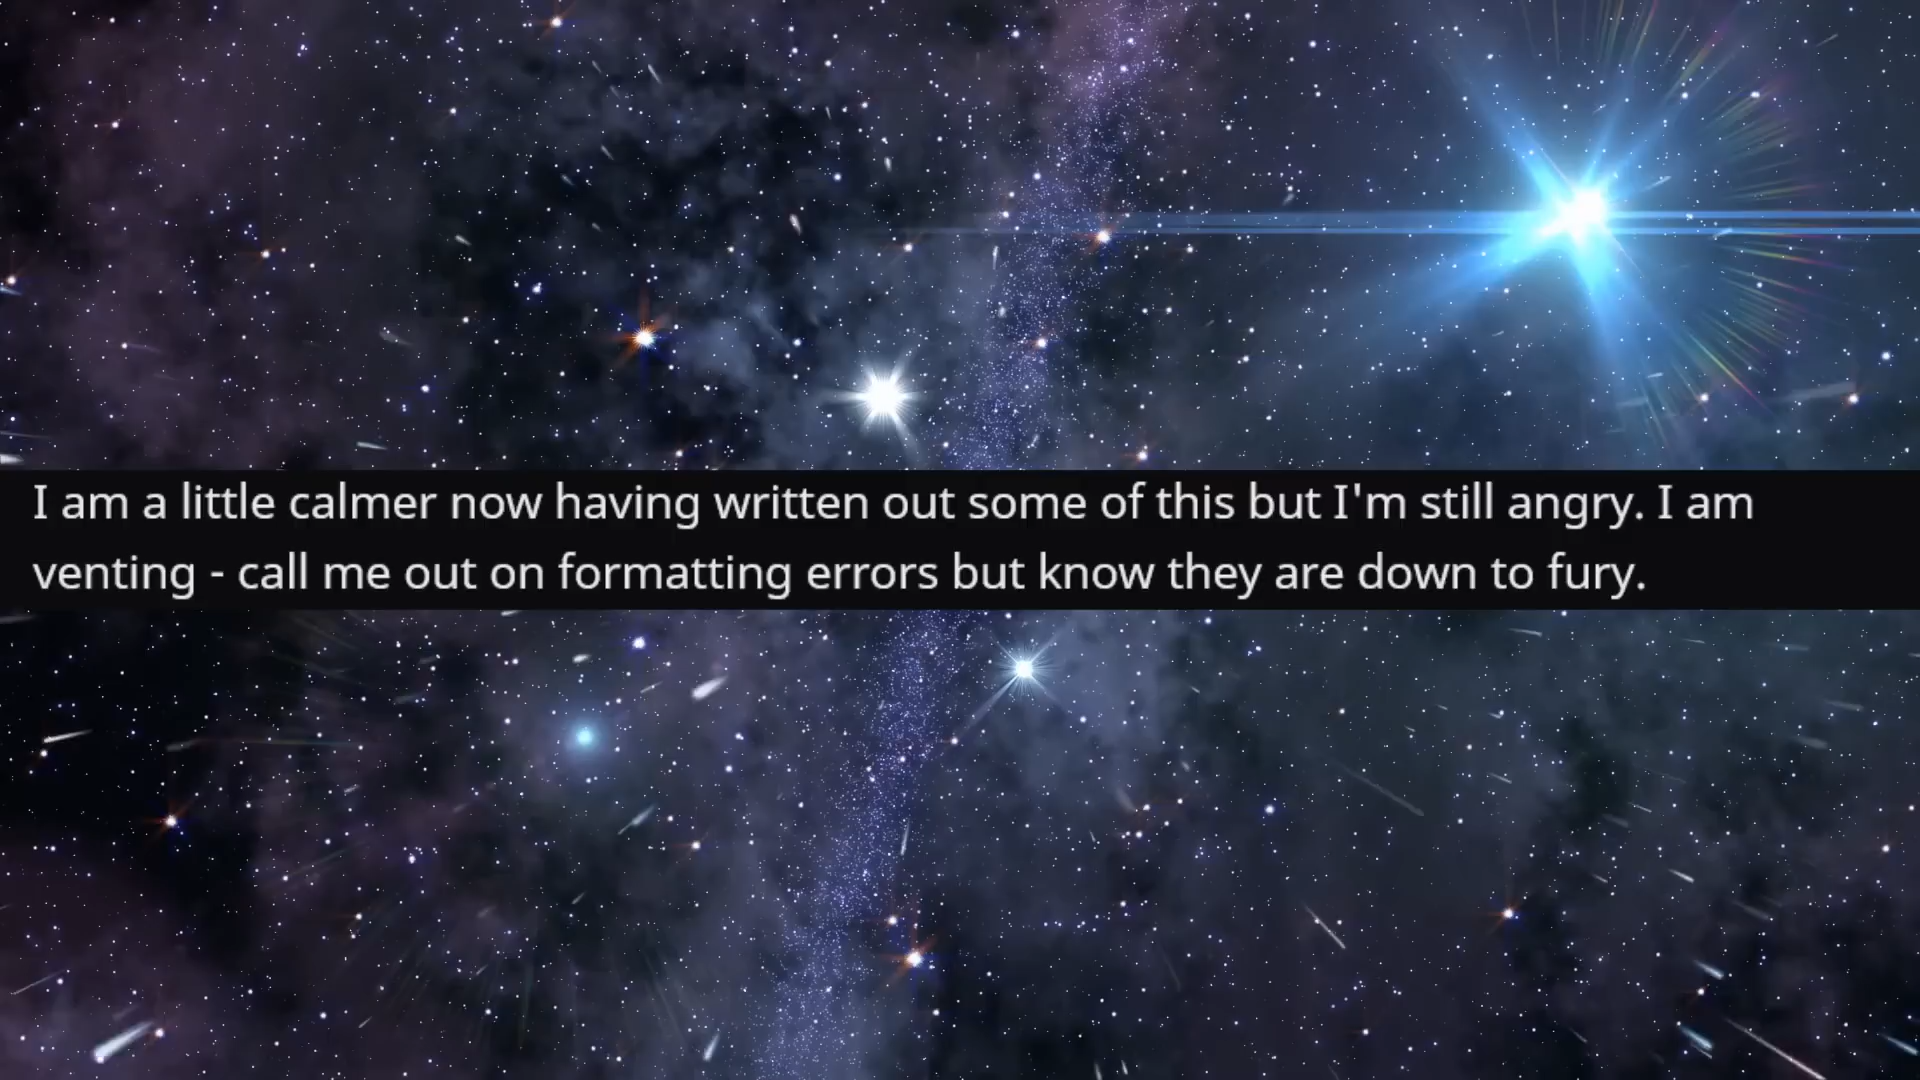 I am a little calmer now having written out some of this but I'm still angry. I am
venting - call me out on formatting errors but know they are down to fury.